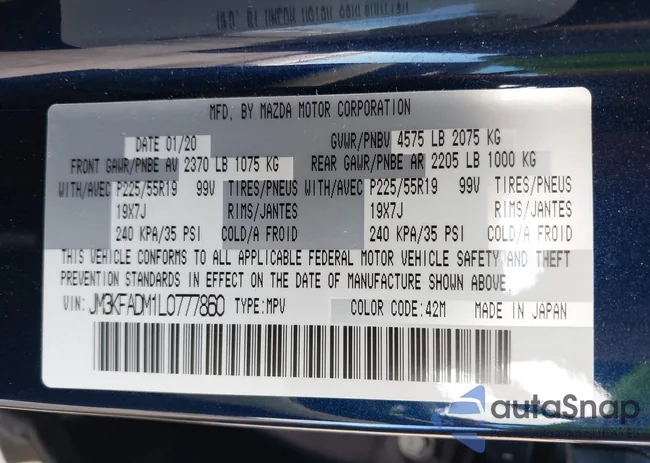 MFD. BY MAZDA MOTOR CORPORATION
DATE 01/20 GVWR/PNBV 4575 LB 2075 KG
FRONT GAWR/PNBE AV 2370 LB 1075 KG REAR GAWR/PNBE AR 2205 LB 1000 KG
WITH/AVEC P225/55R19 99V TIRES/PNEUS WITH/AVEC P225/55R19 99V TIRES/PNEUS
19X7J RIMS/JANTES 19X7J RIMS/JANTES
240 KPA/35 PSI COLD/A FROID 240 KPA/35 PSI COLD/A FROID
THIS VEHICLE CONFORMS TO ALL APPLICABLE FEDERAL MOTOR VEHICLE SAFETY AND THEFT
PREVENTION STANDARDS IN EFFECT ON THE DATE OF MANUFACTURE SHOWN ABOVE.
VIN: JM3KFADM1L0777860 TYPE:MPV COLOR CODE:42M MADE IN JAPAN
autoSnap